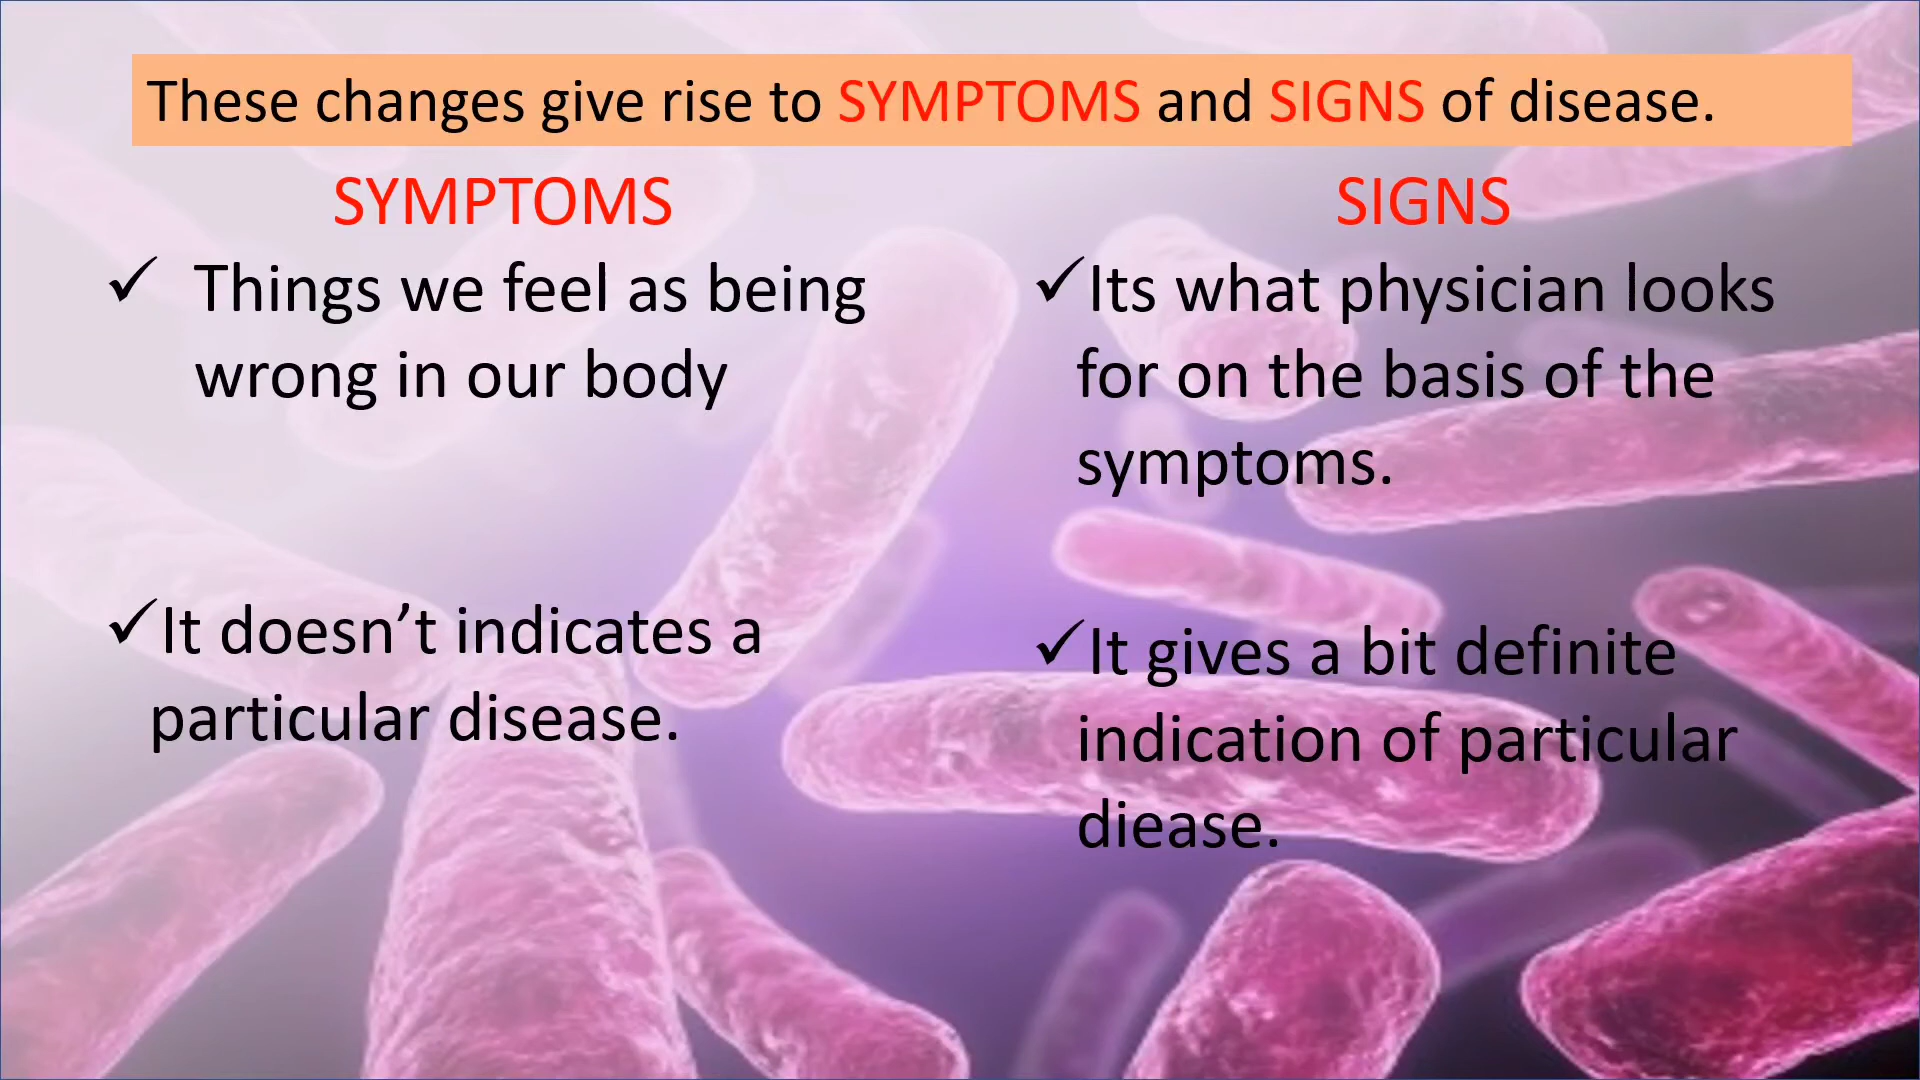 These changes give rise to SYMPTOMS and SIGNS of disease.
SYMPTOMS
✓ Things we feel as being
wrong in our body
✓It doesn’t indicates a
particular disease.
SIGNS
✓Its what physician looks
for on the basis of the
symptoms.
✓It gives a bit definite
indication of particular
diease.